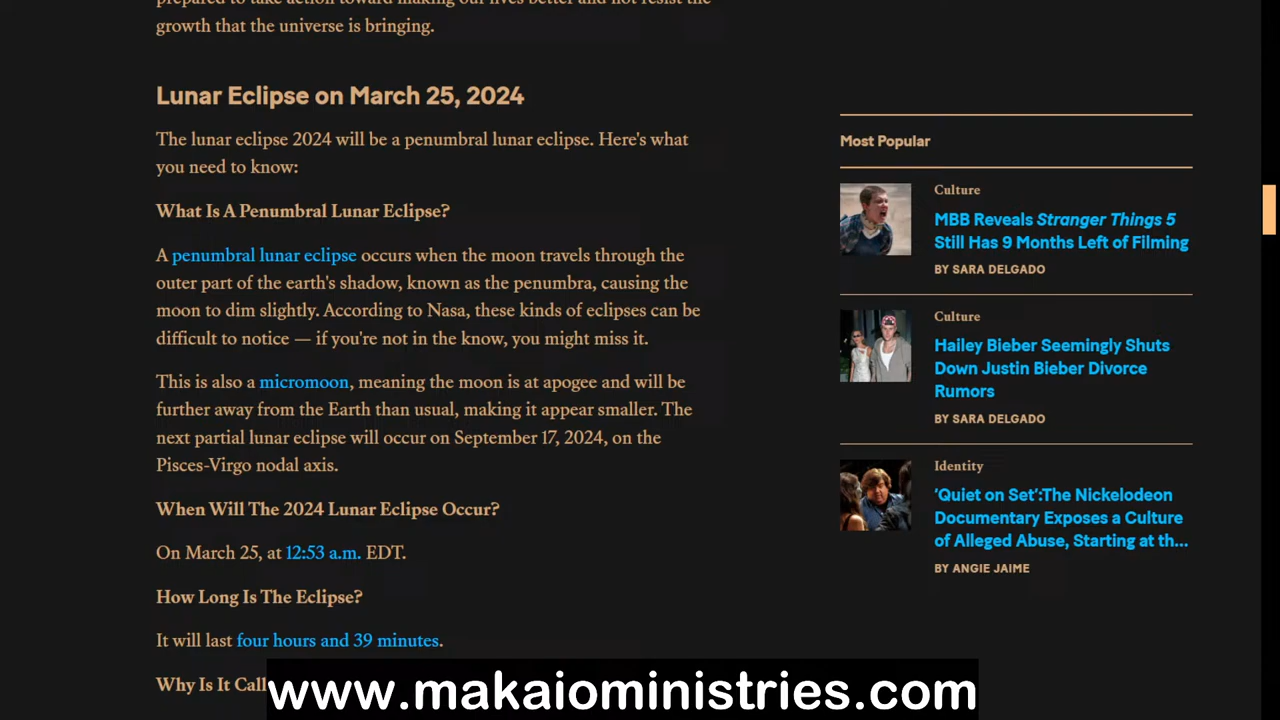 prepared to take action toward making our lives better and not resist the
growth that the universe is bringing.
Lunar Eclipse on March 25, 2024
The lunar eclipse 2024 will be a penumbral lunar eclipse. Here's what
you need to know:
What Is A Penumbral Lunar Eclipse?
A penumbral lunar eclipse occurs when the moon travels through the
outer part of the earth's shadow, known as the penumbra, causing the
moon to dim slightly. According to Nasa, these kinds of eclipses can be
difficult to notice — if you're not in the know, you might miss it.
This is also a micromoon, meaning the moon is at apogee and will be
further away from the Earth than usual, making it appear smaller. The
next partial lunar eclipse will occur on September 17, 2024, on the
Pisces-Virgo nodal axis.
When Will The 2024 Lunar Eclipse Occur?
On March 25, at 12:53 a.m. EDT.
How Long Is The Eclipse?
It will last four hours and 39 minutes.
Why Is It Call
Most Popular
Culture
MBB Reveals Stranger Things 5
Still Has 9 Months Left of Filming
BY SARA DELGADO
Culture
Hailey Bieber Seemingly Shuts
Down Justin Bieber Divorce
Rumors
BY SARA DELGADO
Identity
'Quiet on Set':The Nickelodeon
Documentary Exposes a Culture
of Alleged Abuse, Starting at th...
BY ANGIE JAIME
www.makaioministries.com